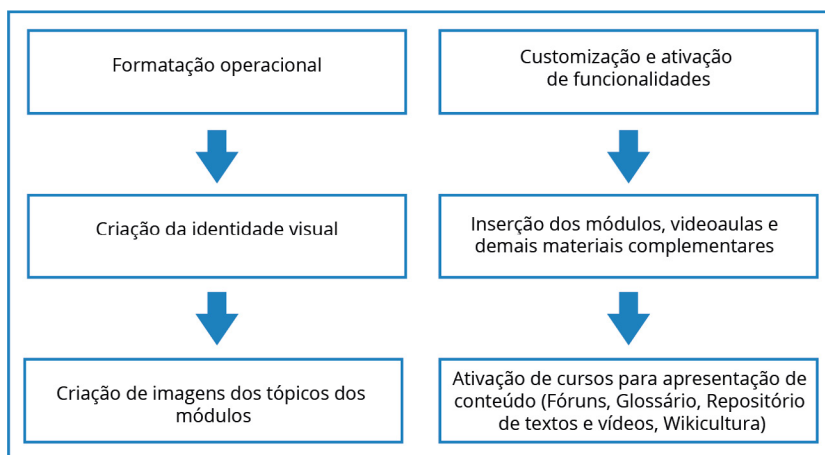 Formatação operacional
Criação da identidade visual
Criação de imagens dos tópicos dos
módulos
Customização e ativação
de funcionalidades
Inserção dos módulos, videoaulas e
demais materiais complementares
Ativação de cursos para apresentação de
conteúdo (Fóruns, Glossário, Repositório
de textos e vídeos, Wikicultura)